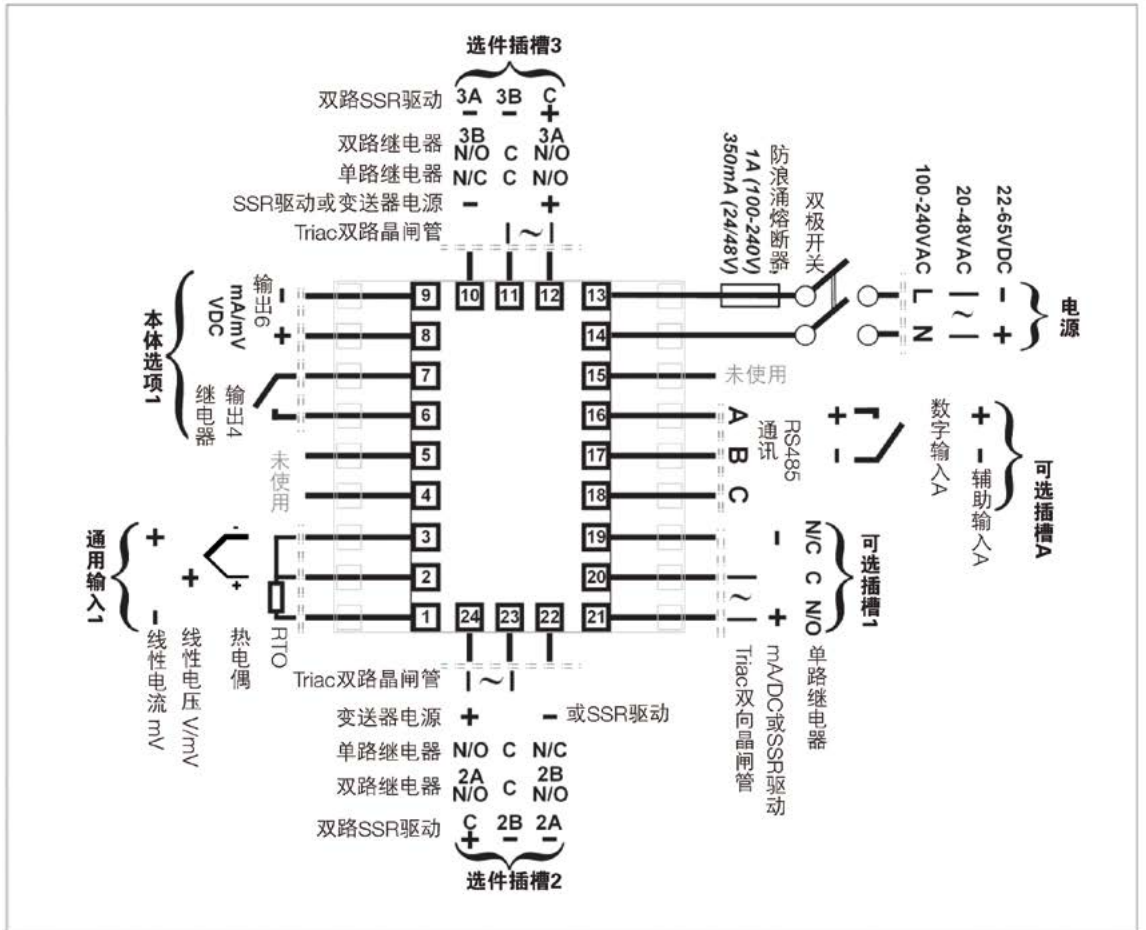 选件插槽3
双路SSR驱动 3A 3B C
- - +
双路继电器 3B N/O C 3A N/O
单路继电器 N/C C N/O
SSR驱动或变送器电源 - +
Triac双路晶闸管 ~
防浪涌熔断器
1A (100-240V)
350mA (24/48V)
双极开关
100-240VAC L N
20-48VAC ~
22-65VDC - +
电源
本体选项1
输出6
mA/mV
VDC
- +
输出4
继电器
未使用
通用输入1
+ -
线性电流 mV
+
线性电压 V/mV
- +
热电偶
RTO
9
8
7
6
5
4
3
2
1
10 11 12
13
14
15
16
17
18
19
20
21
24 23 22
未使用
A
B
C
RS485
通讯
+ -
数字输入A
+ -
辅助输入A
可选插槽A
N/C C N/O
单路继电器
- +
mA/DC或SSR驱动
~
Triac双向晶闸管
可选插槽1
Triac双路晶闸管 ~
变送器电源 + - 或SSR驱动
单路继电器 N/O C N/C
双路继电器 2A N/O C 2B N/O
双路SSR驱动 C 2B 2A
+ - -
选件插槽2